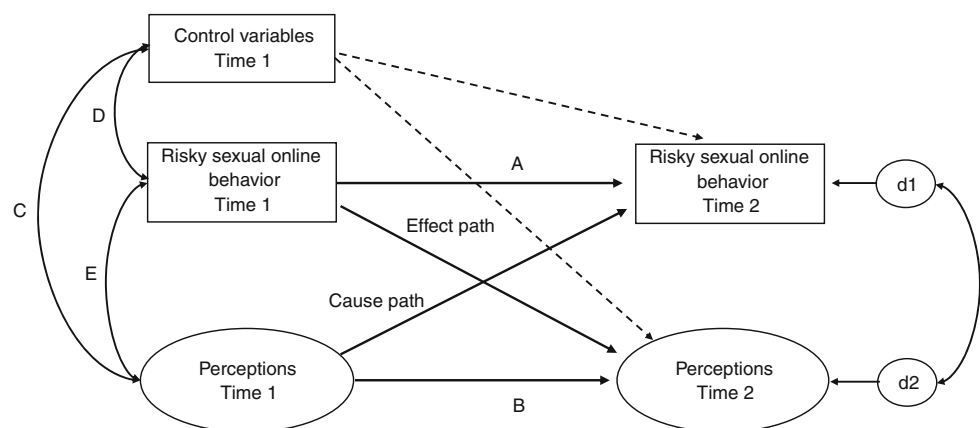 Control variables
Time 1
D
Risky sexual online
behavior
Time 1
A
Risky sexual online
behavior
Time 2
d1
C
Effect path
E
Cause path
Perceptions
Time 1
B
Perceptions
Time 2
d2